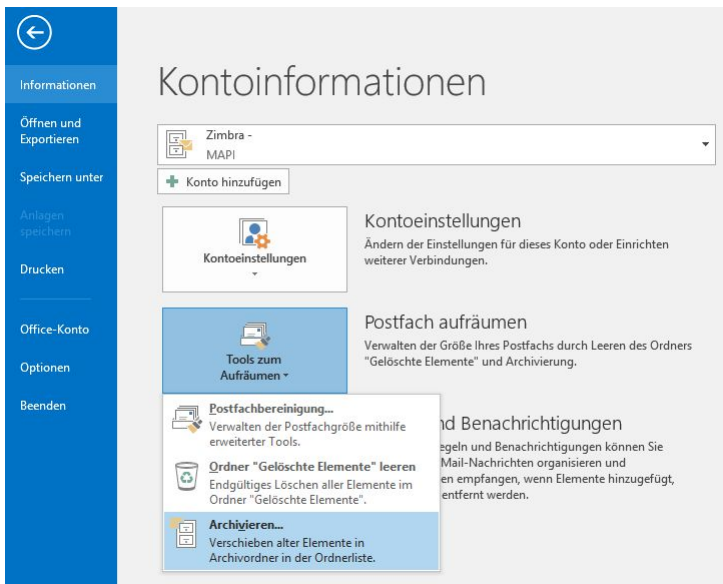 Informationen
Öffnen und
Exportieren
Speichern unter
Anlagen
speichern
Drucken
Office-Konto
Optionen
Beenden
Kontoinformationen
Zimbra -
MAPI
Konto hinzufügen
Kontoeinstellungen
Kontoeinstellungen
Ändern der Einstellungen für dieses Konto oder Einrichten
weiterer Verbindungen.
Tools zum
Aufräumen
Postfach aufräumen
Verwalten der Größe Ihres Postfachs durch Leeren des Ordners
"Gelöschte Elemente" und Archivierung.
Postfachbereinigung...
Verwalten der Postfachgröße mithilfe
erweiterter Tools.
Ordner "Gelöschte Elemente" leeren
Endgültiges Löschen aller Elemente im
Ordner "Gelöschte Elemente".
Archivieren...
Verschieben alter Elemente in
Archivordner in der Ordnerliste.
nd Benachrichtigungen
egeln und Benachrichtigungen können Sie
Mail-Nachrichten organisieren und
en empfangen, wenn Elemente hinzugefügt,
entfernt werden.